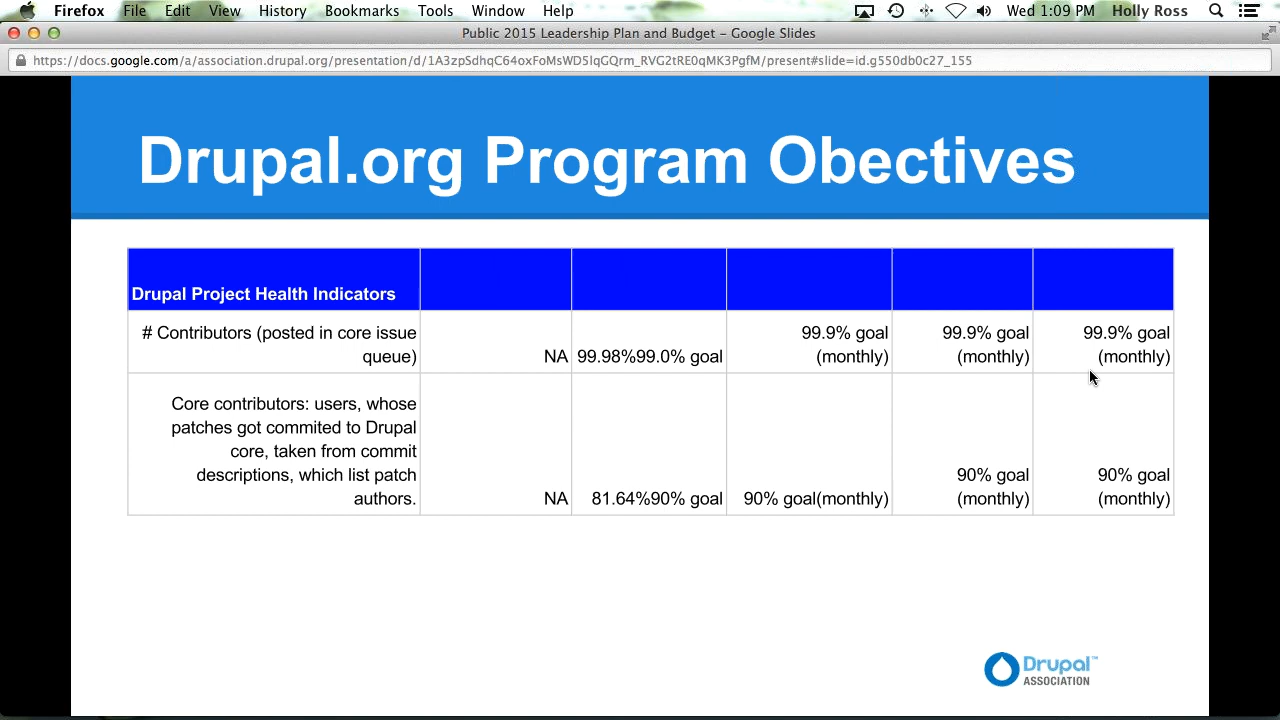 Firefox File Edit View History Bookmarks Tools Window Help Wed 1:09 PM Holly Ross
Public 2015 Leadership Plan and Budget – Google Slides
https://docs.google.com/a/association.drupal.org/presentation/d/1A3zpSdhqC64oxFoMsWD5IqGQrm_RVG2tRE0qMK3PgfM/present#slide=id.g550db0c27_155
Drupal.org Program Obectives
Drupal Project Health Indicators
# Contributors (posted in core issue
queue)
NA
99.98%99.0% goal
99.9% goal
(monthly)
99.9% goal
(monthly)
99.9% goal
(monthly)
Core contributors: users, whose
patches got commited to Drupal
core, taken from commit
descriptions, which list patch
authors.
NA
81.64%90% goal
90% goal(monthly)
90% goal
(monthly)
90% goal
(monthly)
Drupal™
ASSOCIATION